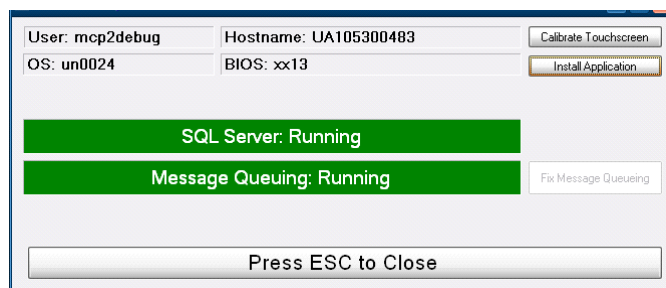 User: mcp2debug Hostname: UA105300483 Calibrate Touchscreen
OS: un0024 BIOS: xx13 Install Application
SQL Server: Running
Message Queuing: Running Fix Message Queueing
Press ESC to Close